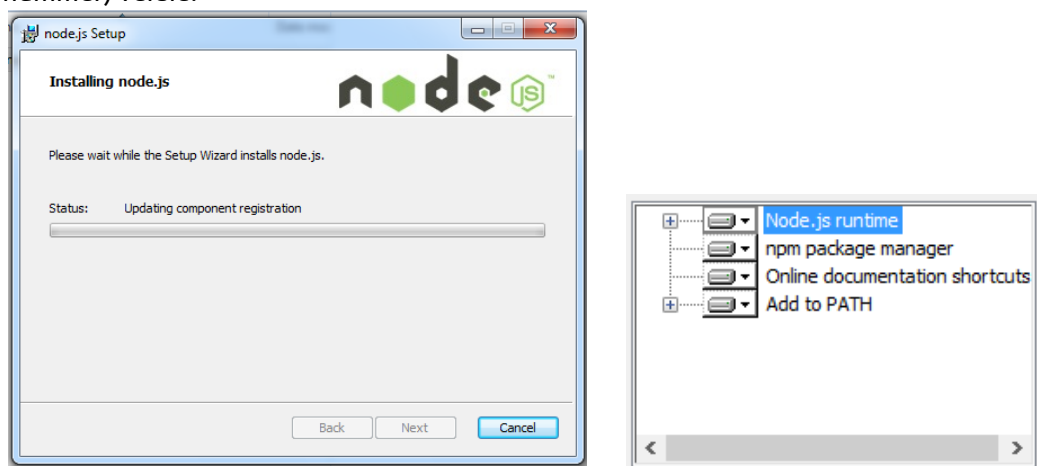 node.js Setup
Installing node.js
node JS
Please wait while the Setup Wizard installs node.js.
Status: Updating component registration
Back Next Cancel
Node.js runtime
npm package manager
Online documentation shortcuts
Add to PATH